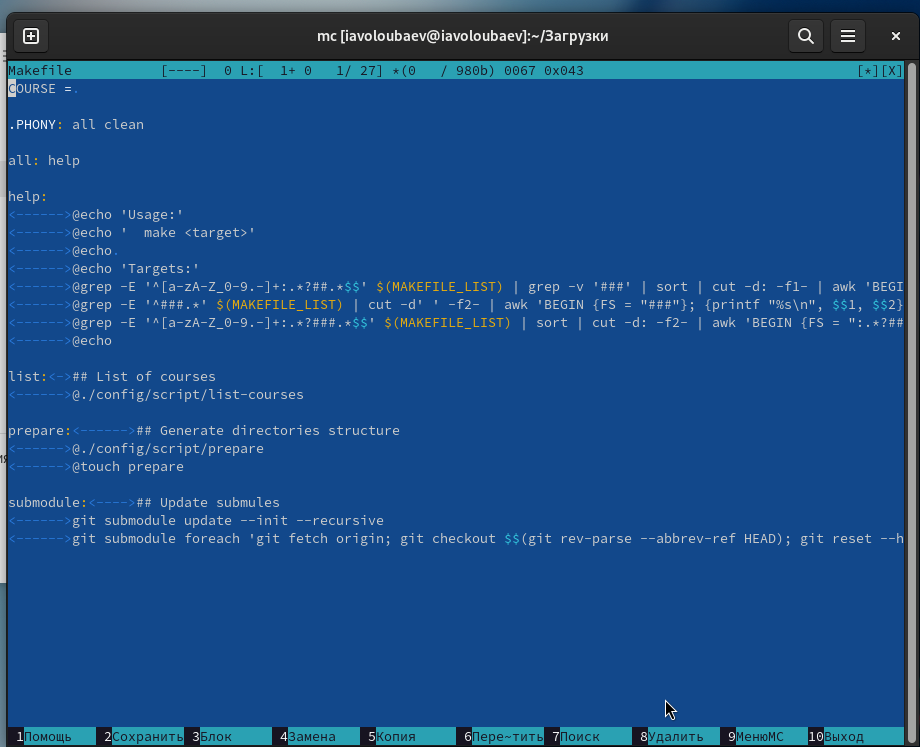 mc [iavoloubaev@iavoloubaev]:~/Загрузки
Makefile           [----]  0 L:[  1+ 0   1/ 27] *(0   / 980b) 0067 0x043                                  [*][X]
COURSE =.

.PHONY: all clean

all: help

help:
<------>@echo 'Usage:'
<------>@echo '  make <target>'
<------>@echo.
<------>@echo 'Targets:'
<------>@grep -E '^[a-zA-Z_0-9.-]+:.*?##.*$$' $(MAKEFILE_LIST) | grep -v '###' | sort | cut -d: -f1- | awk 'BEGI
<------>@grep -E '^###.*' $(MAKEFILE_LIST) | cut -d' ' -f2- | awk 'BEGIN {FS = "###"}; {printf "%s\n", $$1, $$2}
<------>@grep -E '^[a-zA-Z_0-9.-]+:.*?###.*$$' $(MAKEFILE_LIST) | sort | cut -d: -f2- | awk 'BEGIN {FS = ":.*?##
<------>@echo

list:<->## List of courses
<------>@./config/script/list-courses

prepare:<------>## Generate directories structure
<------>@./config/script/prepare
<------>@touch prepare

submodule:<---->## Update submules
<------>git submodule update --init --recursive
<------>git submodule foreach 'git fetch origin; git checkout $$(git rev-parse --abbrev-ref HEAD); git reset --h
1Помощь 2Сохранить 3Блок 4Замена 5Копия 6Пере~тить 7Поиск 8Удалить 9МенюМС 10Выход